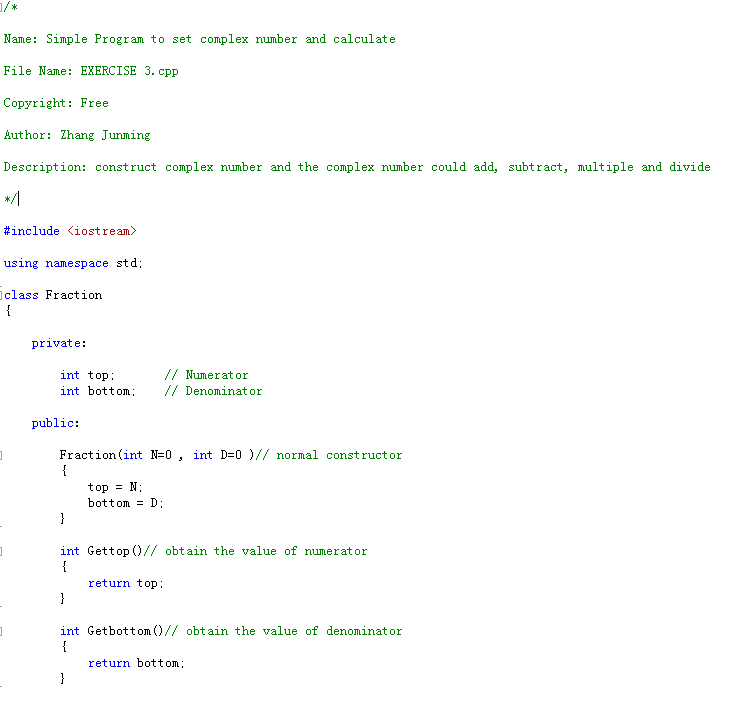 /*
Name: Simple Program to set complex number and calculate
File Name: EXERCISE 3.cpp
Copyright: Free
Author: Zhang Junming
Description: construct complex number and the complex number could add, subtract, multiple and divide
*/
#include <iostream>
using namespace std;
class Fraction
{
private:
int top; // Numerator
int bottom; // Denominator
public:
Fraction(int N=0 , int D=0 )// normal constructor
{
top = N;
bottom = D;
}
int Gettop()// obtain the value of numerator
{
return top;
}
int Getbottom()// obtain the value of denominator
{
return bottom;
}